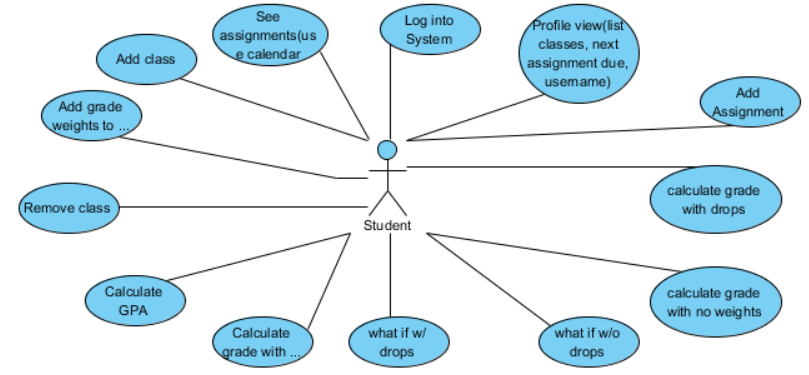 See
assignments(us
e calendar
Log into
System
Profile view(list
classes, next
assignment due,
username)
Add class
Add
Assignment
Add grade
weights to ...
calculate grade
with drops
Remove class
Student
Calculate
GPA
calculate grade
with no weights
Calculate
grade with ...
what if w/
drops
what if w/o
drops